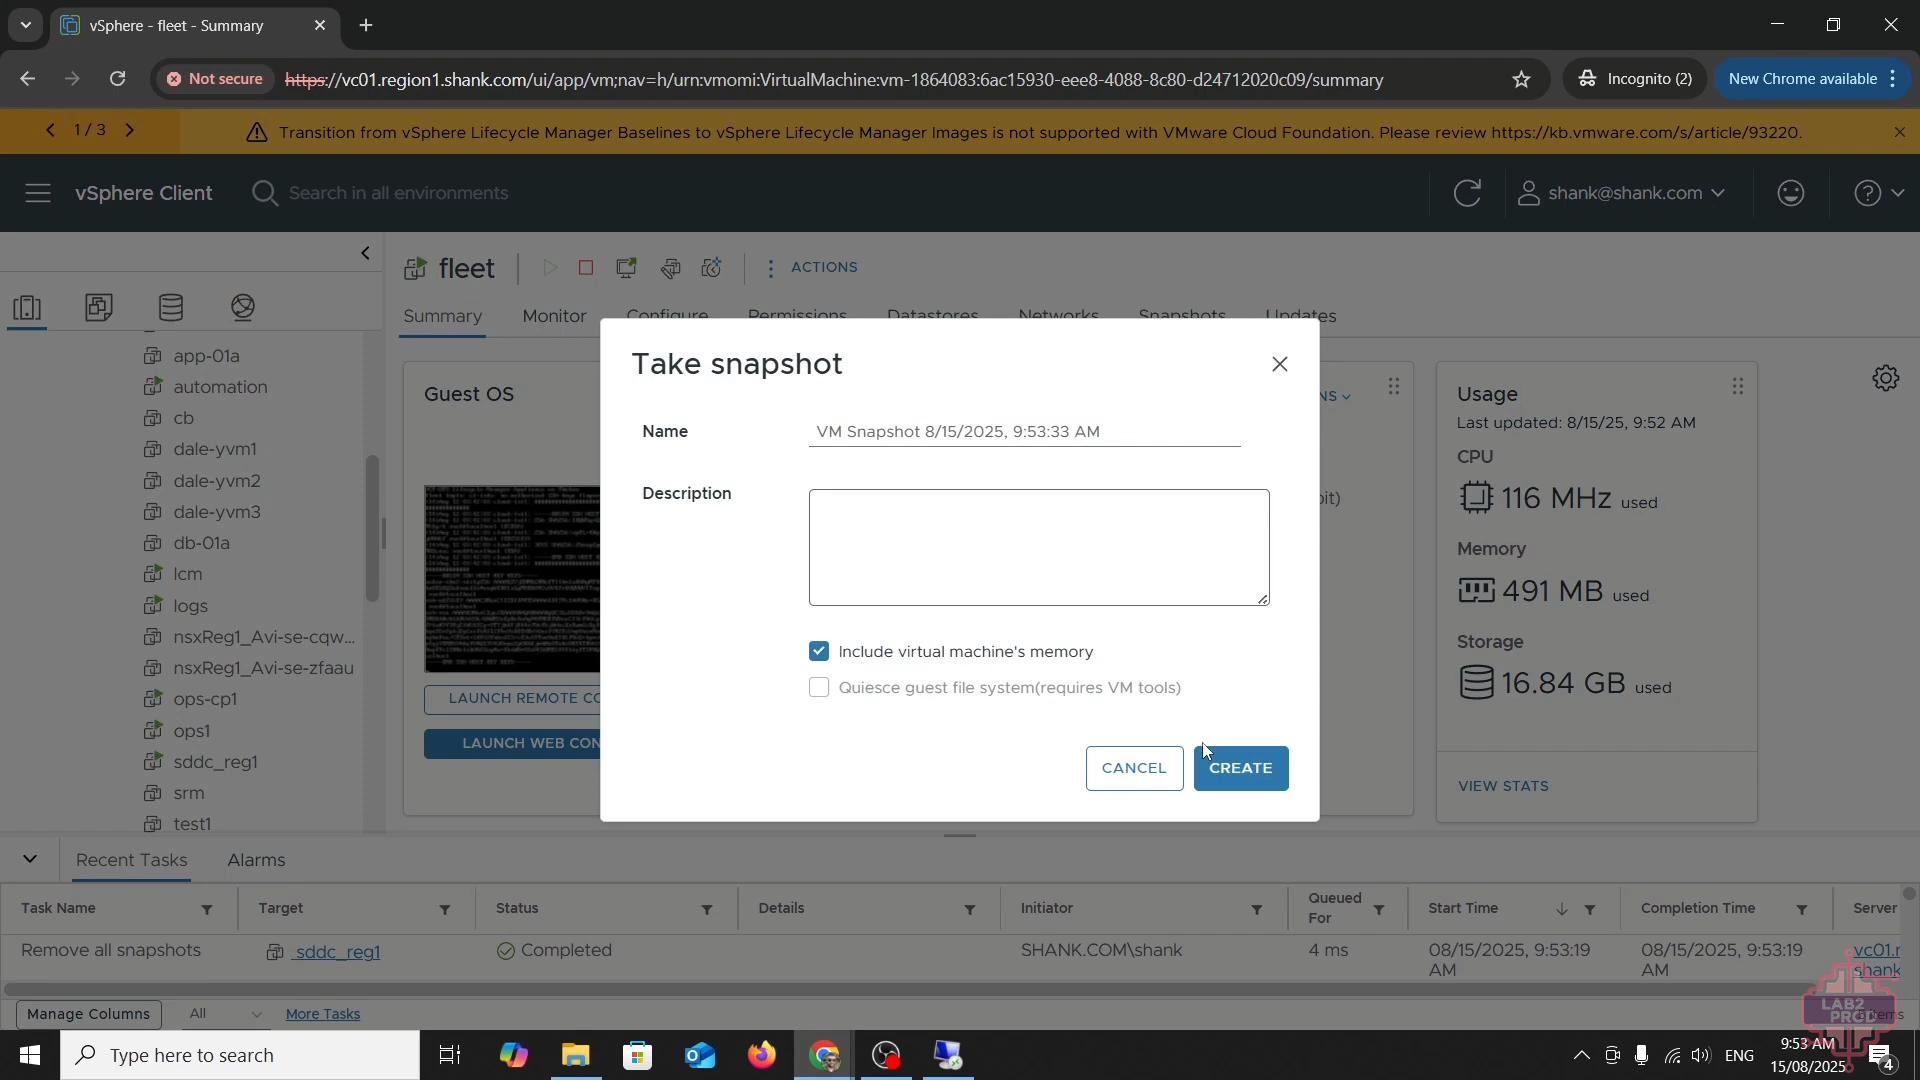 vSphere - fleet - Summary
Not secure
https://vc01.region1.shank.com/ui/app/vm;nav=h/urn:vmomi:VirtualMachine:vm-1864083:6ac15930-eee8-4088-8c80-d24712020c09/summary
Incognito (2)
New Chrome available
1 / 3
Transition from vSphere Lifecycle Manager Baselines to vSphere Lifecycle Manager Images is not supported with VMware Cloud Foundation. Please review https://kb.vmware.com/s/article/93220.
vSphere Client
Search in all environments
shank@shank.com
fleet
ACTIONS
Summary
Monitor
Configure
Permissions
Datastores
Networks
Snapshots
Updates
app-01a
automation
cb
dale-yvm1
dale-yvm2
dale-yvm3
db-01a
lcm
logs
nsxReg1_Avi-se-cqw...
nsxReg1_Avi-se-zfaau
ops-cp1
ops1
sddc_reg1
srm
test1
Guest OS
LAUNCH REMOTE CO
LAUNCH WEB CON
Take snapshot
Name
VM Snapshot 8/15/2025, 9:53:33 AM
Description
Include virtual machine's memory
Quiesce guest file system(requires VM tools)
CANCEL
CREATE
NS
bit)
Usage
Last updated: 8/15/25, 9:52 AM
CPU
116 MHz used
Memory
491 MB used
Storage
16.84 GB used
VIEW STATS
Recent Tasks
Alarms
Task Name
Target
Status
Details
Initiator
Queued For
Start Time
Completion Time
Server
Remove all snapshots
sddc_reg1
Completed
SHANK.COM\shank
4 ms
08/15/2025, 9:53:19 AM
08/15/2025, 9:53:19 AM
vc01.r
shank
Manage Columns
All
More Tasks
LAB2
PROD
Type here to search
ENG
9:53 AM
15/08/2025
4